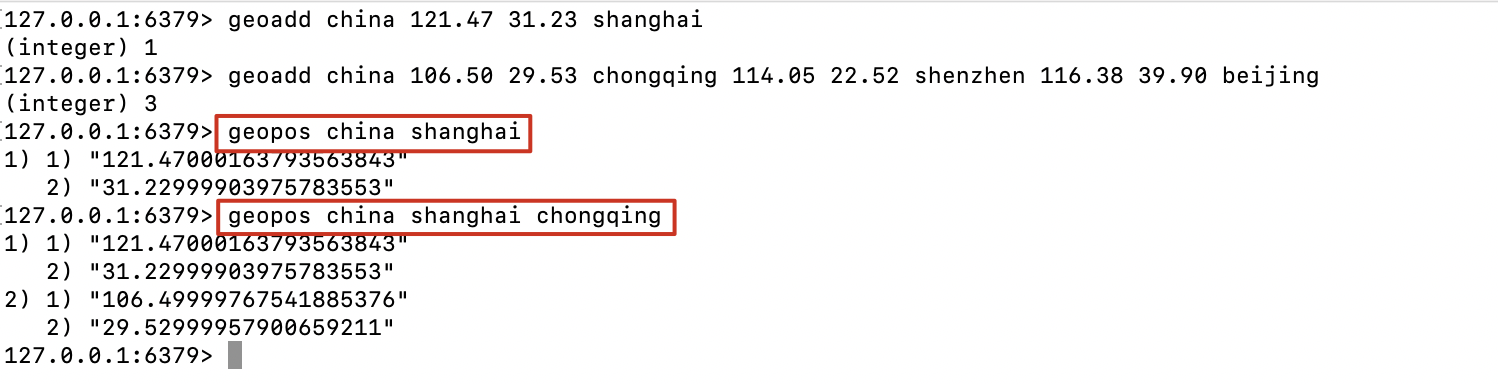 127.0.0.1:6379> geoadd china 121.47 31.23 shanghai
(integer) 1
127.0.0.1:6379> geoadd china 106.50 29.53 chongqing 114.05 22.52 shenzhen 116.38 39.90 beijing
(integer) 3
127.0.0.1:6379> geopos china shanghai
1) 1) "121.47000163793563843"
   2) "31.22999903975783553"
127.0.0.1:6379> geopos china shanghai chongqing
1) 1) "121.47000163793563843"
   2) "31.22999903975783553"
2) 1) "106.49999767541885376"
   2) "29.52999957900659211"
127.0.0.1:6379>